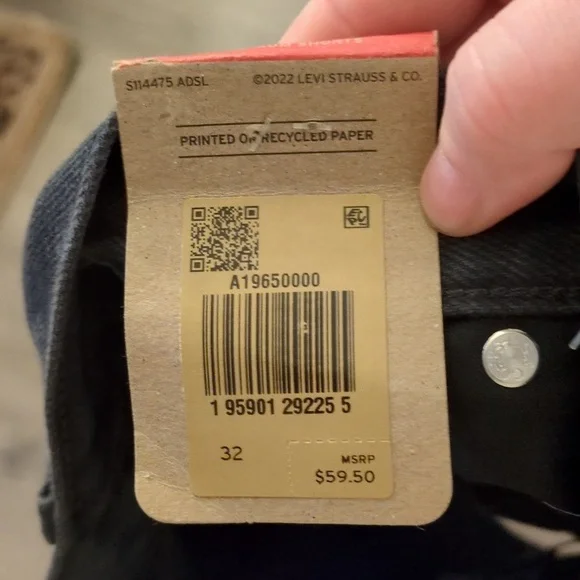 S114475 ADSL ©2022 LEVI STRAUSS & CO.
PRINTED ON RECYCLED PAPER
A19650000
1 95901 29225 5
32
MSRP
$59.50